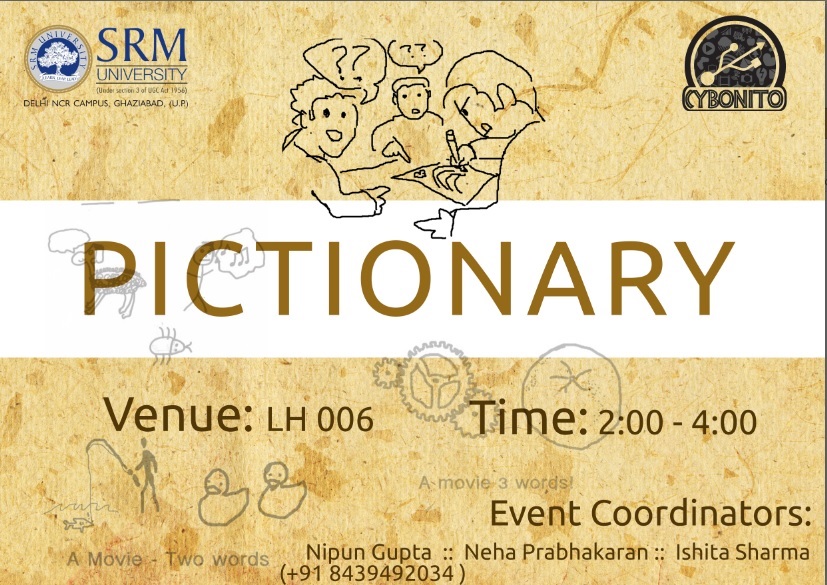 SRM UNIVERSITY
SRM
UNIVERSITY
(Under section 3 of UGC Act 1956)
DELHI NCR CAMPUS, GHAZIABAD, (U.P.)
??
???
CYBONITO
PICTIONARY
Venue: LH 006
Time: 2:00 - 4:00
A movie 3 words!
A Movie - Two words
Event Coordinators:
Nipun Gupta :: Neha Prabhakaran :: Ishita Sharma
(+91 8439492034 )